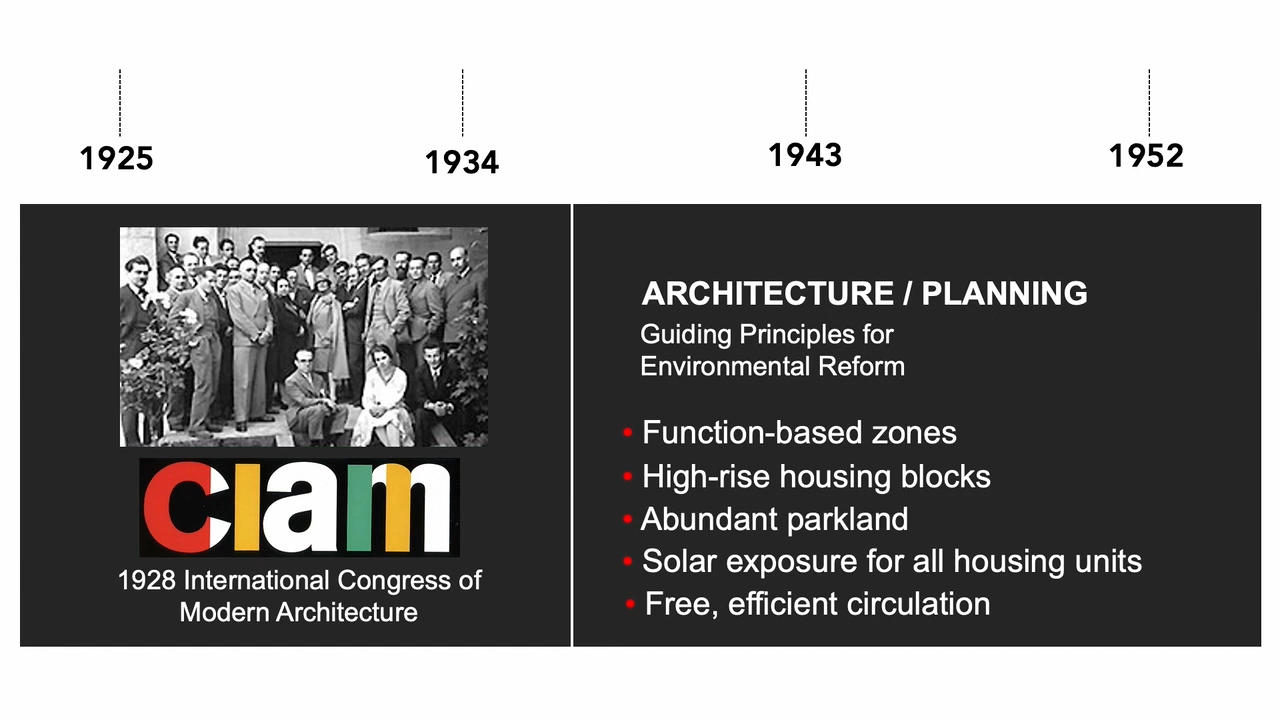 1925
1934
1943
1952
ciam
1928 International Congress of
Modern Architecture
ARCHITECTURE / PLANNING
Guiding Principles for
Environmental Reform
• Function-based zones
• High-rise housing blocks
• Abundant parkland
• Solar exposure for all housing units
• Free, efficient circulation